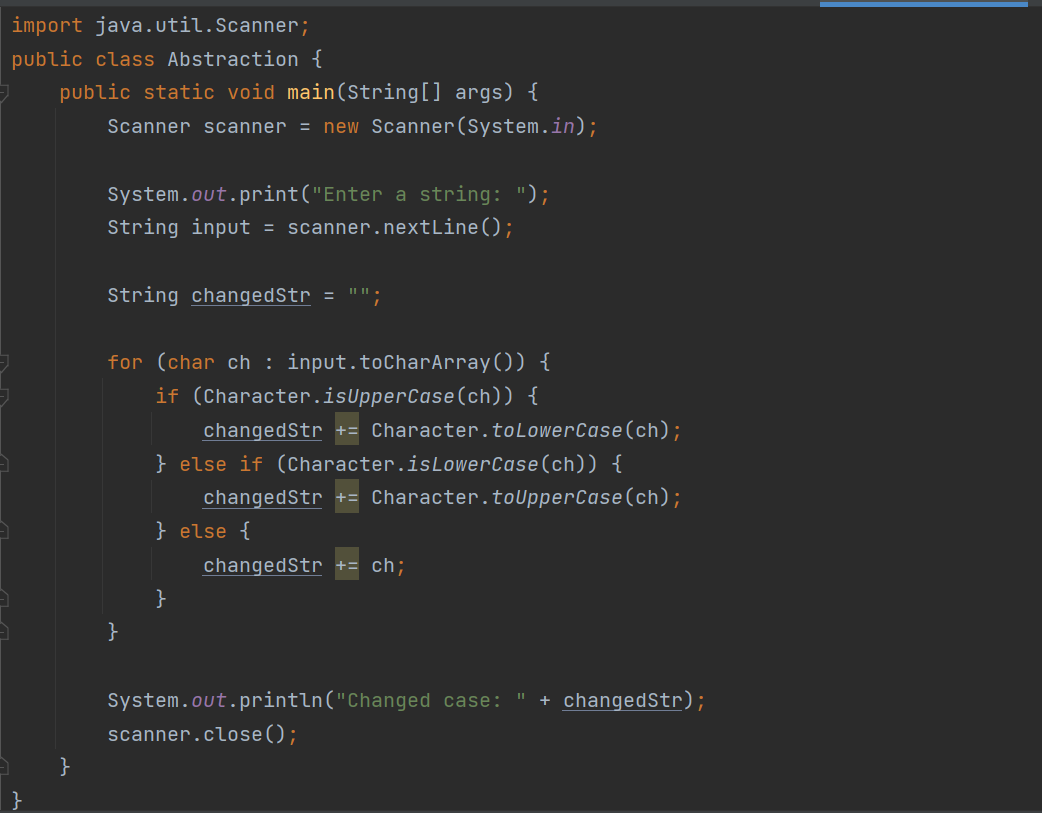 import java.util.Scanner;
public class Abstraction {
    public static void main(String[] args) {
        Scanner scanner = new Scanner(System.in);

        System.out.print("Enter a string: ");
        String input = scanner.nextLine();

        String changedStr = "";

        for (char ch : input.toCharArray()) {
            if (Character.isUpperCase(ch)) {
                changedStr += Character.toLowerCase(ch);
            } else if (Character.isLowerCase(ch)) {
                changedStr += Character.toUpperCase(ch);
            } else {
                changedStr += ch;
            }
        }

        System.out.println("Changed case: " + changedStr);
        scanner.close();
    }
}